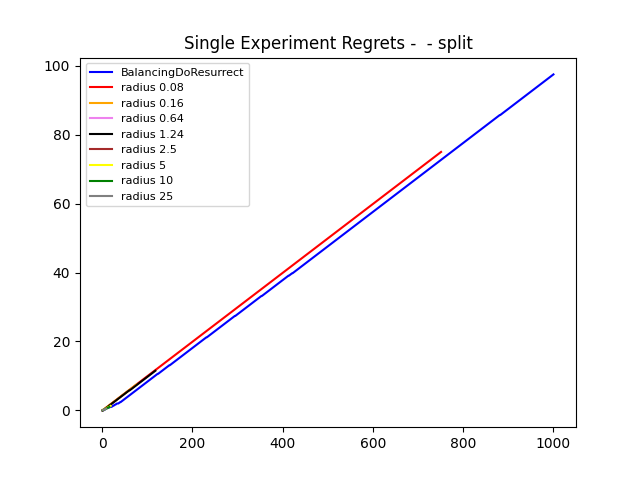 Single Experiment Regrets -  - split
100
80
60
40
20
0
BalancingDoResurrect
radius 0.08
radius 0.16
radius 0.64
radius 1.24
radius 2.5
radius 5
radius 10
radius 25
0 200 400 600 800 1000